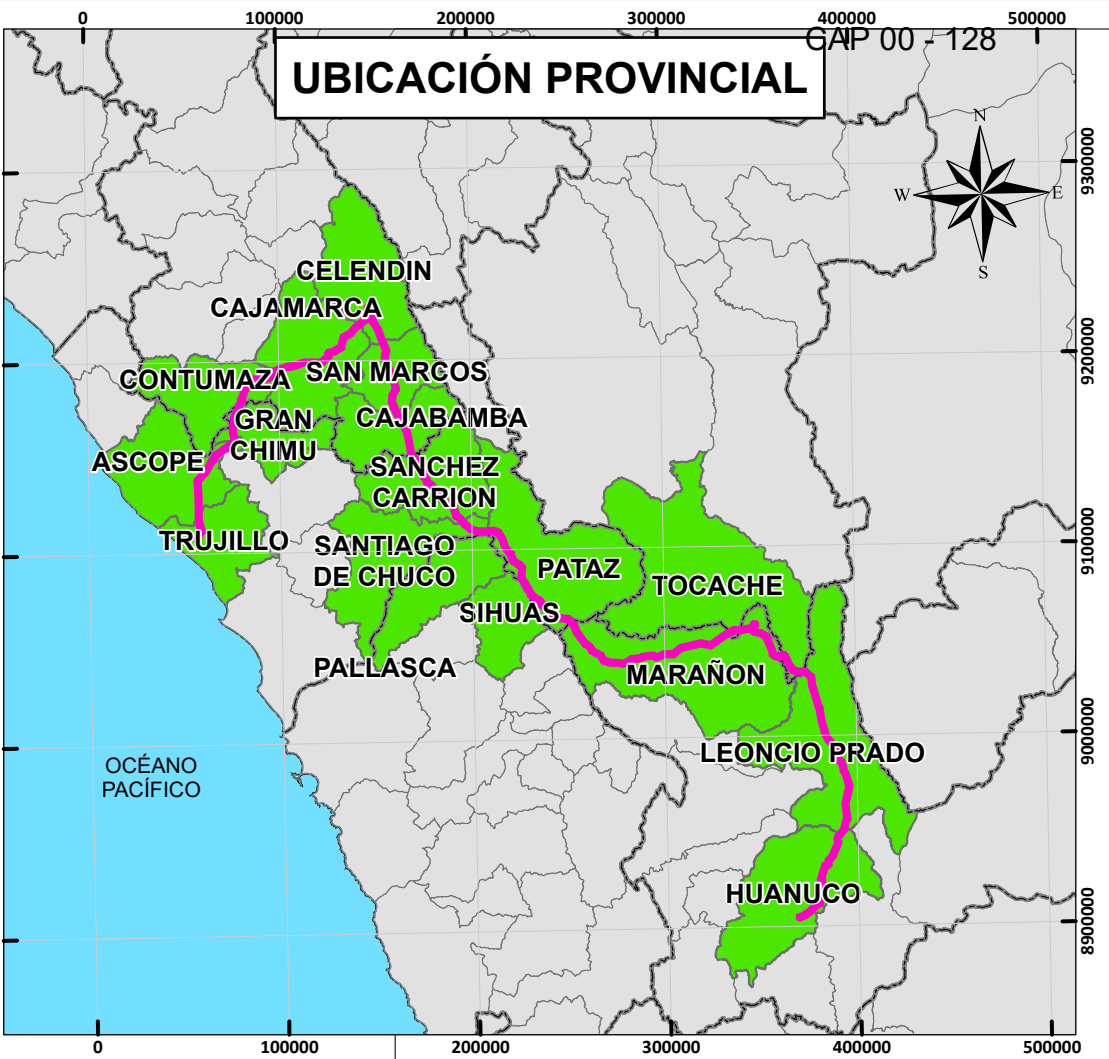 0 100000 200000 300000 400000 500000
CAP 00 - 128
UBICACIÓN PROVINCIAL
N
W E
S
9300000
CELENDIN
CAJAMARCA
9200000
SAN MARCOS
CONTUMAZA
CAJABAMBA
GRAN
CHIMU
ASCOPE
SANCHEZ
CARRION
9100000
TRUJILLO
SANTIAGO
DE CHUCO
PATAZ
TOCACHE
SIHUAS
PALLASCA
MARAÑON
9000000
LEONCIO PRADO
OCÉANO
PACÍFICO
HUANUCO
8900000
0 100000 200000 300000 400000 500000